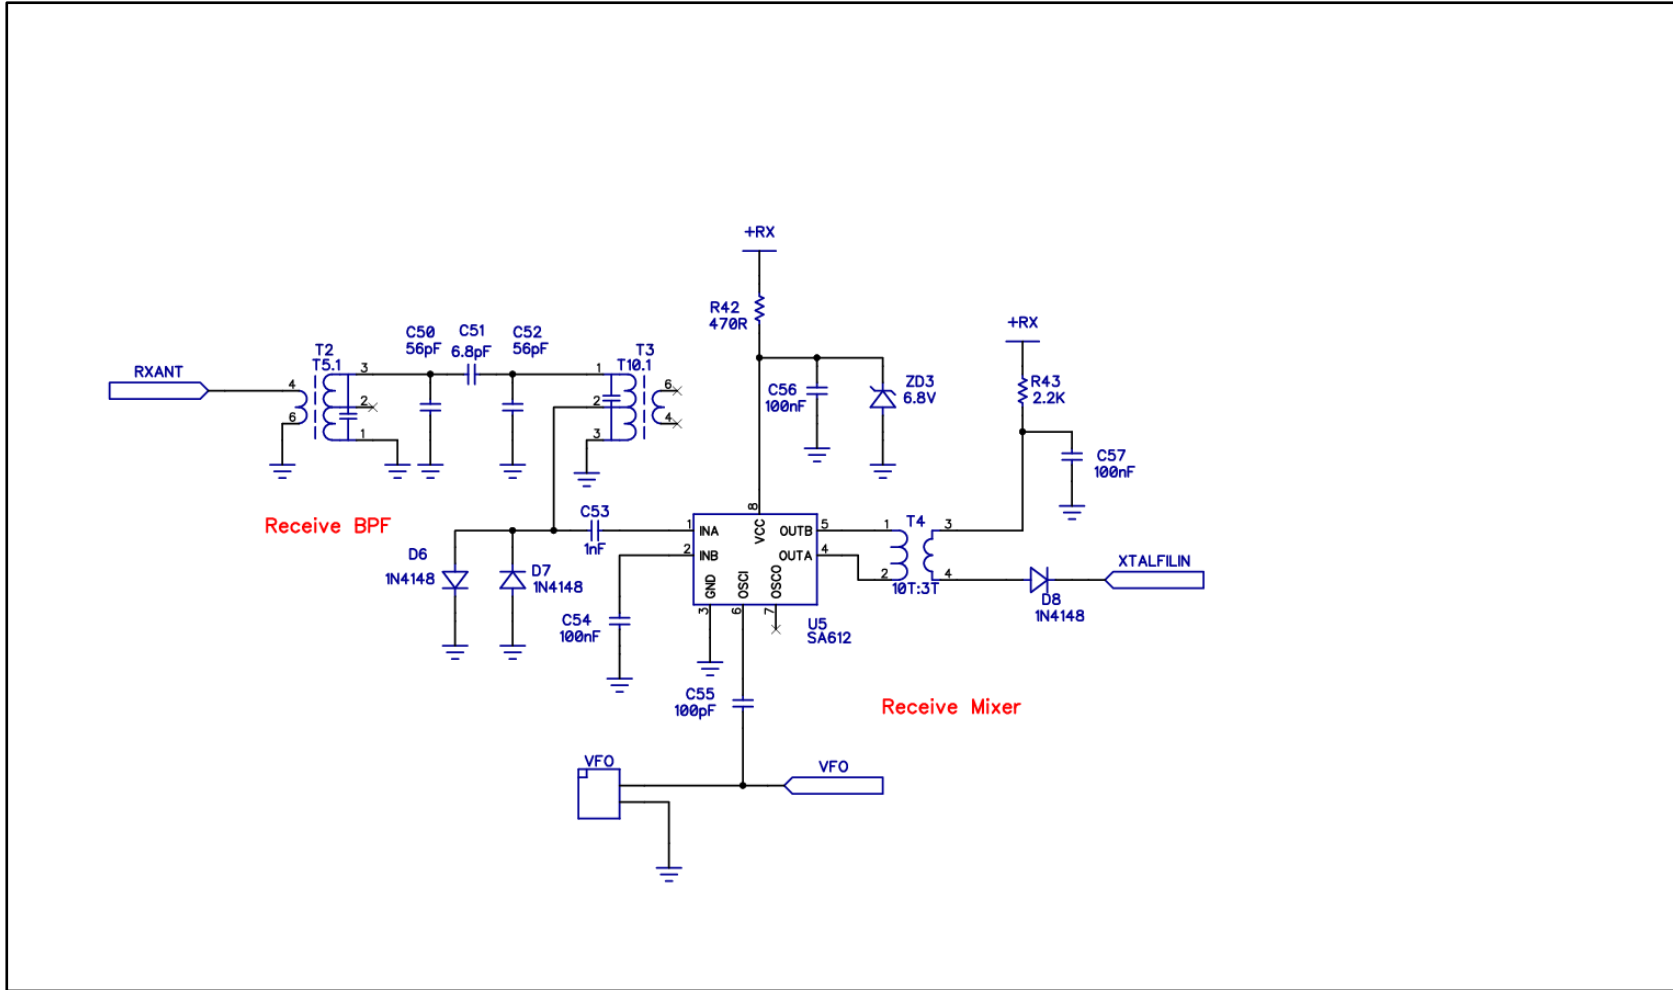 +RX
R42
470R
+RX
C50
56pF
C51
6.8pF
C52
56pF
T2
T5.1
T3
T10.1
RXANT
4
6
3
2
1
1
2
3
6
4
C56
100nF
ZD3
6.8V
R43
2.2K
C57
100nF
Receive BPF
C53
1nF
D6
1N4148
D7
1N4148
C54
100nF
1
INA
2
INB
8
VCC
OUTB
5
OUTA
4
GND
3
OSCI
6
OSCO
7
U5
SA612
T4
1
2
3
4
10T:3T
D8
1N4148
XTALFILIN
C55
100pF
Receive Mixer
VFO
VFO